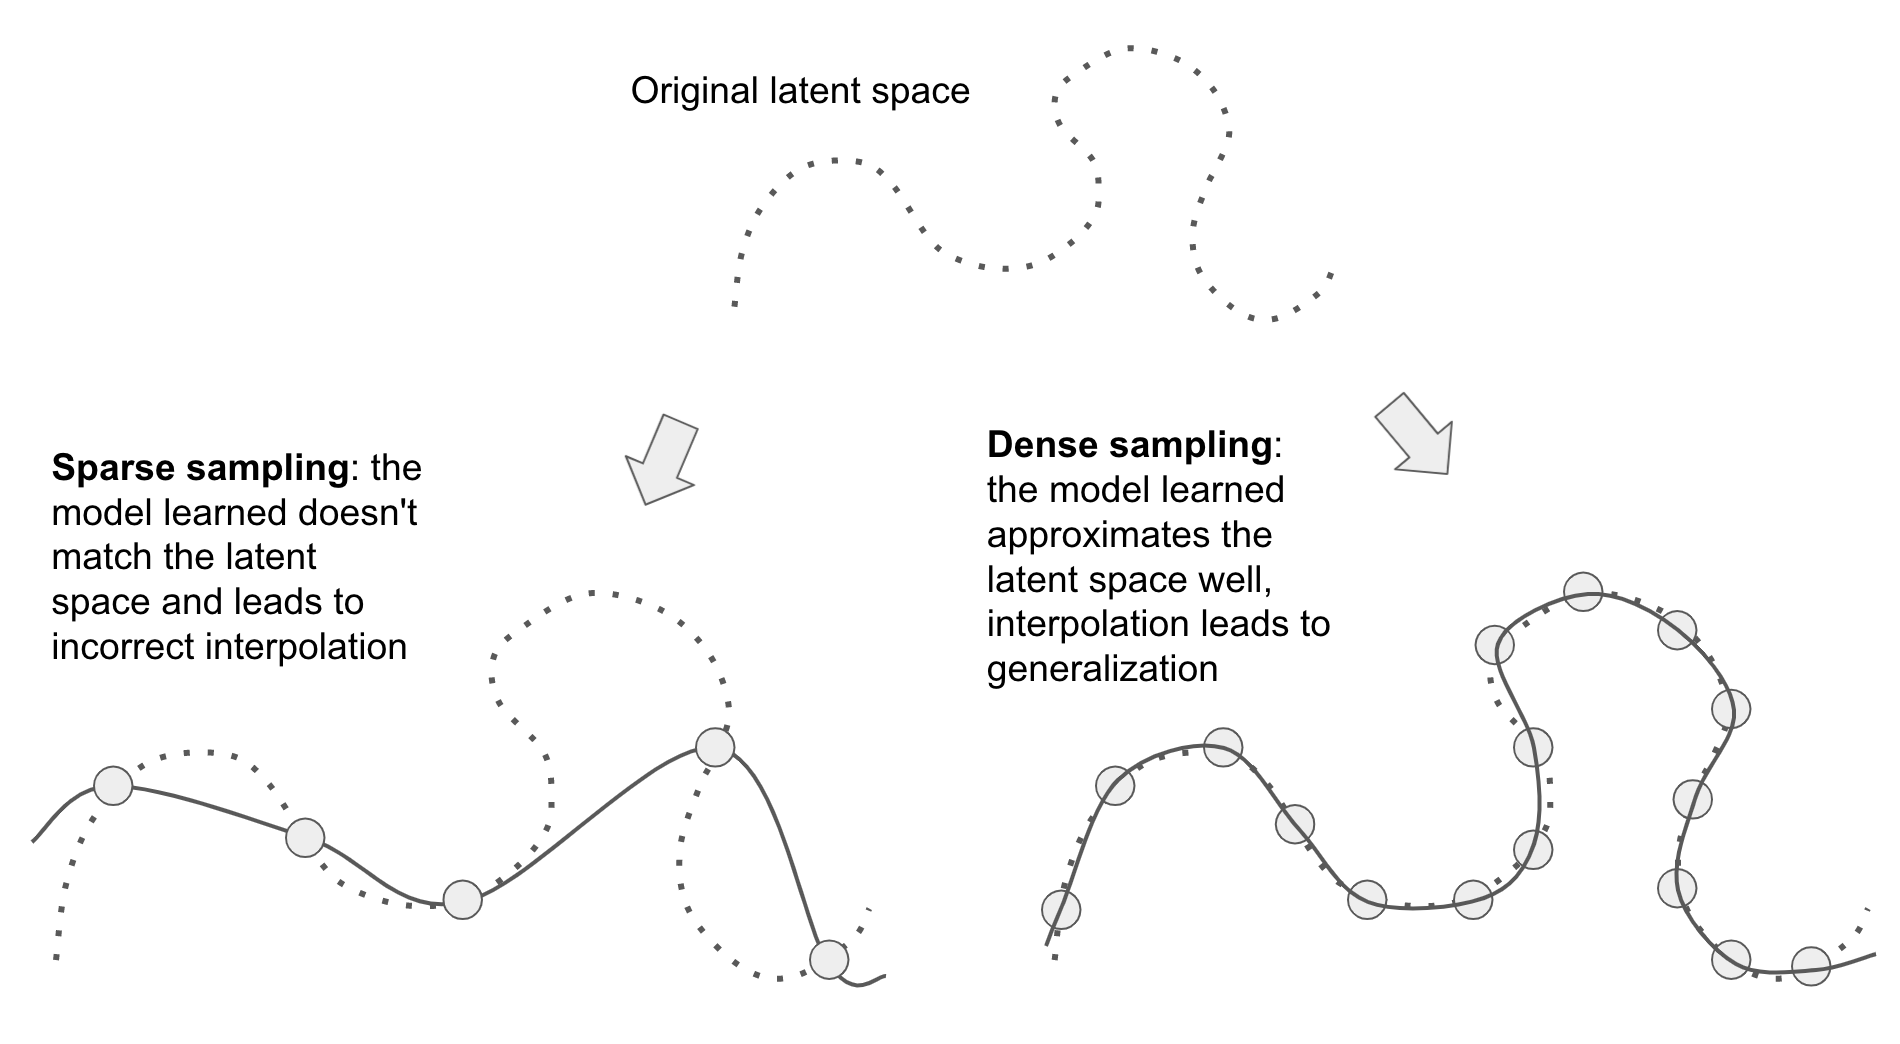 Original latent space
Sparse sampling: the
model learned doesn't
match the latent
space and leads to
incorrect interpolation
Dense sampling:
the model learned
approximates the
latent space well,
interpolation leads to
generalization